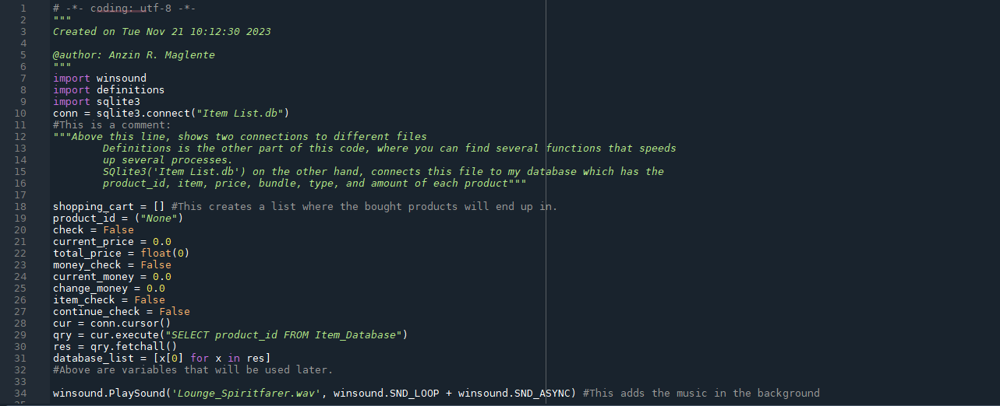 1 # -*- coding: utf-8 -*-
2 """
3 Created on Tue Nov 21 10:12:30 2023
4
5 @author: Anzin R. Maglente
6 """
7 import winsound
8 import definitions
9 import sqlite3
10 conn = sqlite3.connect("Item List.db")
11 #This is a comment:
12 """Above this line, shows two connections to different files
13         Definitions is the other part of this code, where you can find several functions that speeds
14         up several processes.
15         SQlite3('Item List.db') on the other hand, connects this file to my database which has the
16         product_id, item, price, bundle, type, and amount of each product"""
17
18 shopping_cart = [] #This creates a list where the bought products will end up in.
19 product_id = ("None")
20 check = False
21 current_price = 0.0
22 total_price = float(0)
23 money_check = False
24 current_money = 0.0
25 change_money = 0.0
26 item_check = False
27 continue_check = False
28 cur = conn.cursor()
29 qry = cur.execute("SELECT product_id FROM Item_Database")
30 res = qry.fetchall()
31 database_list = [x[0] for x in res]
32 #Above are variables that will be used later.
33
34 winsound.PlaySound('Lounge_Spiritfarer.wav', winsound.SND_LOOP + winsound.SND_ASYNC) #This adds the music in the background